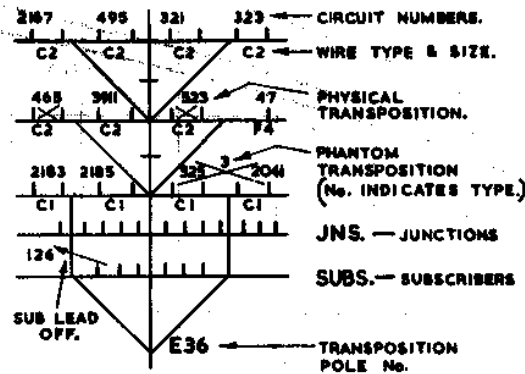 2167 495 321 323 CIRCUIT NUMBERS.
C2 C2 C2 C2 WIRE TYPE & SIZE.
465 3911 523 47 PHYSICAL
TRANSPOSITION.
C2 C2 C2 F4
3 PHANTOM
2183 2185 325 2041 TRANSPOSITION
(No. INDICATES TYPE.)
C1 C1 C1 C1
JNS. — JUNCTIONS
126
SUBS. — SUBSCRIBERS
SUB LEAD
OFF.
E36 TRANSPOSITION
POLE No.